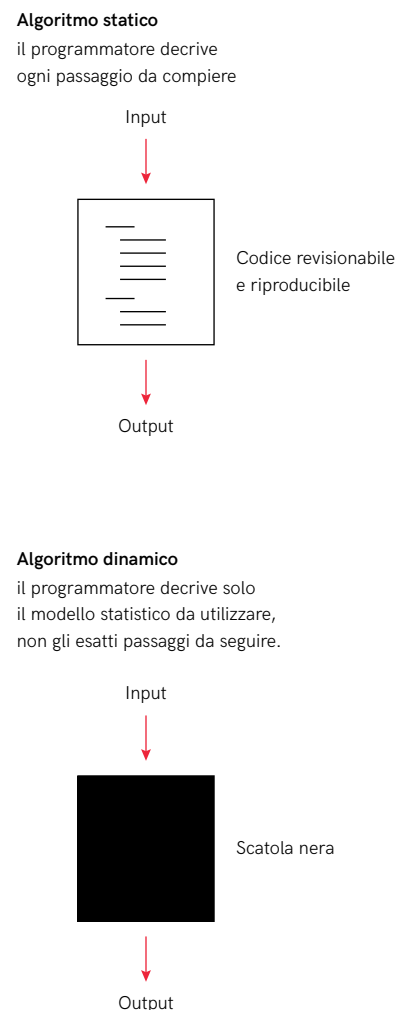 Algoritmo statico
il programmatore decrive
ogni passaggio da compiere
Input
Codice revisionabile
e riproducibile
Output
Algoritmo dinamico
il programmatore decrive solo
il modello statistico da utilizzare,
non gli esatti passaggi da seguire.
Input
Scatola nera
Output